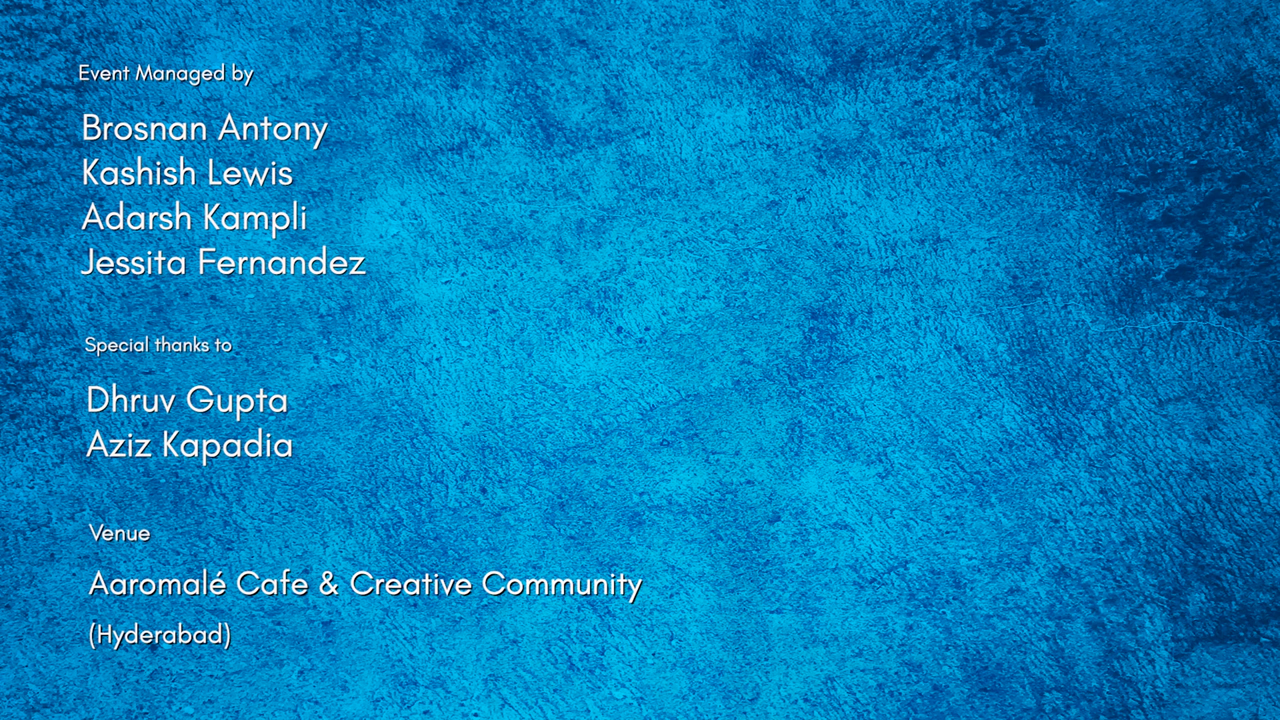 Event Managed by
Brosnan Antony
Kashish Lewis
Adarsh Kampli
Jessita Fernandez
Special thanks to
Dhruv Gupta
Aziz Kapadia
Venue
Aaromalé Cafe & Creative Community
(Hyderabad)